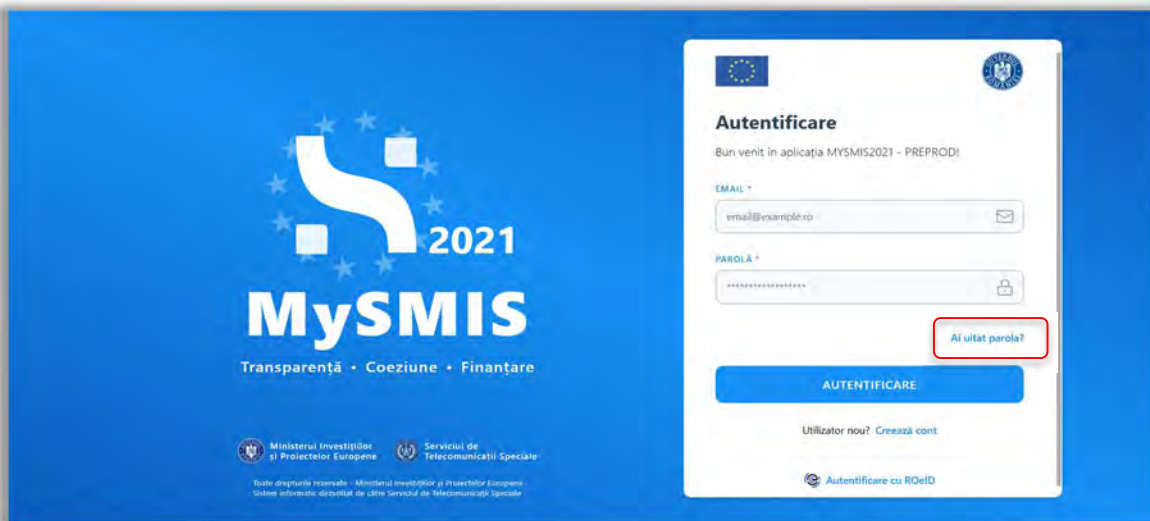 2021
MySMIS
Transparență • Coeziune • Finanțare
Ministerul Investițiilor
și Proiectelor Europene
Serviciul de
Telecomunicații Speciale
Toate drepturile rezervate - Ministerul Investițiilor și Proiectelor Europene
Sistem informatic dezvoltat de către Serviciul de Telecomunicații Speciale
Autentificare
Bun venit în aplicația MYSMIS2021 - PREPROD!
EMAIL *
email@example.ro
PAROLĂ *
******************
Ai uitat parola?
AUTENTIFICARE
Utilizator nou? Creează cont
Autentificare cu ROeID